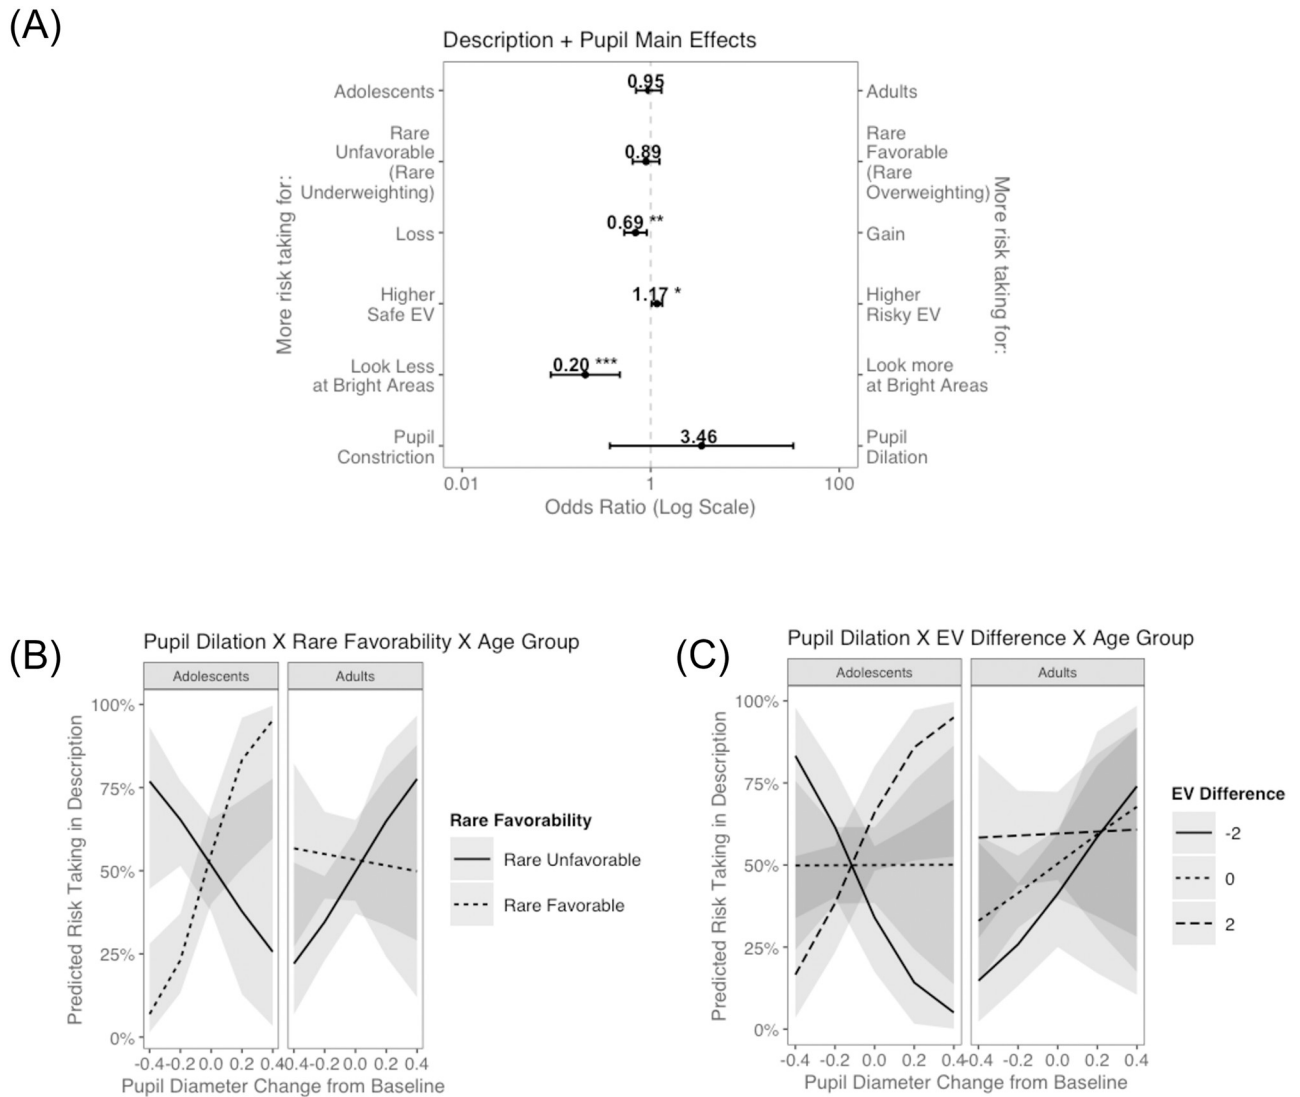 (A)
Description + Pupil Main Effects
More risk taking for:
Adolescents
0.95
Adults
Rare
Unfavorable
(Rare
Underweighting)
0.89
Rare
Favorable
(Rare
Overweighting)
Loss
0.69 **
Gain
Higher
Safe EV
1.17 *
Higher
Risky EV
Look Less
at Bright Areas
0.20 ***
Look more
at Bright Areas
Pupil
Constriction
3.46
Pupil
Dilation
More risk taking for:
0.01 1 100
Odds Ratio (Log Scale)
(B)
Pupil Dilation X Rare Favorability X Age Group
Adolescents Adults
Predicted Risk Taking in Description
100%
75%
50%
25%
0%
-0.4 -0.2 0.0 0.2 0.4 -0.4 -0.2 0.0 0.2 0.4
Pupil Diameter Change from Baseline
Rare Favorability
Rare Unfavorable
Rare Favorable
(C)
Pupil Dilation X EV Difference X Age Group
Adolescents Adults
Predicted Risk Taking in Description
100%
75%
50%
25%
0%
-0.4 -0.2 0.0 0.2 0.4 -0.4 -0.2 0.0 0.2 0.4
Pupil Diameter Change from Baseline
EV Difference
-2
0
2